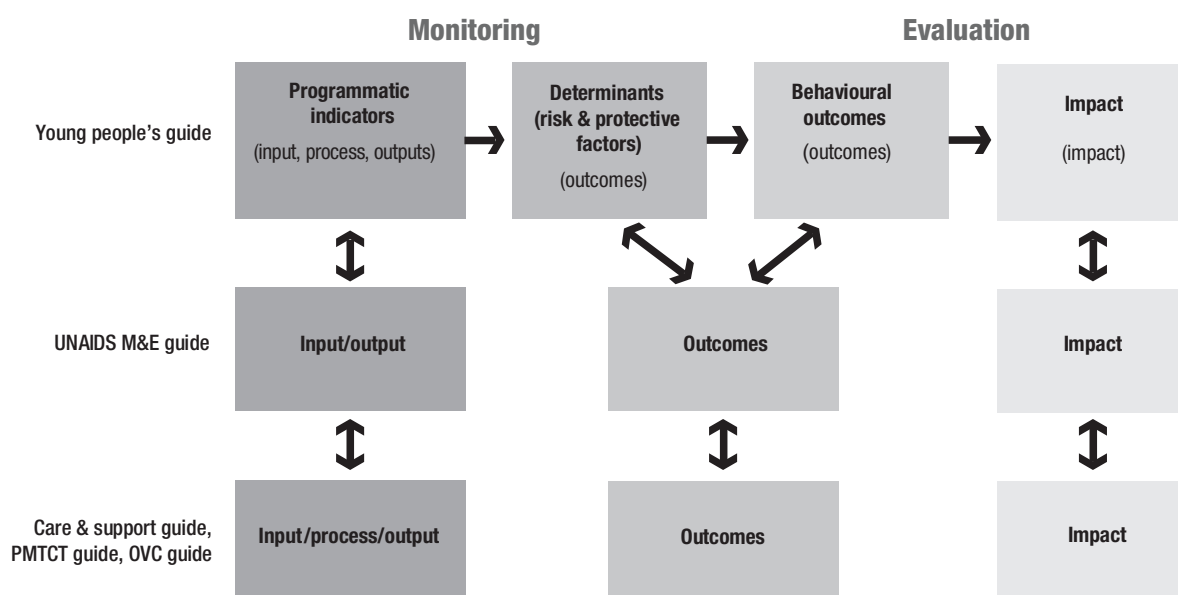 Monitoring
Evaluation
Young people’s guide
Programmatic
indicators
(input, process, outputs)
Determinants
(risk & protective
factors)
(outcomes)
Behavioural
outcomes
(outcomes)
Impact
(impact)
UNAIDS M&E guide
Input/output
Outcomes
Impact
Care & support guide,
PMTCT guide, OVC guide
Input/process/output
Outcomes
Impact